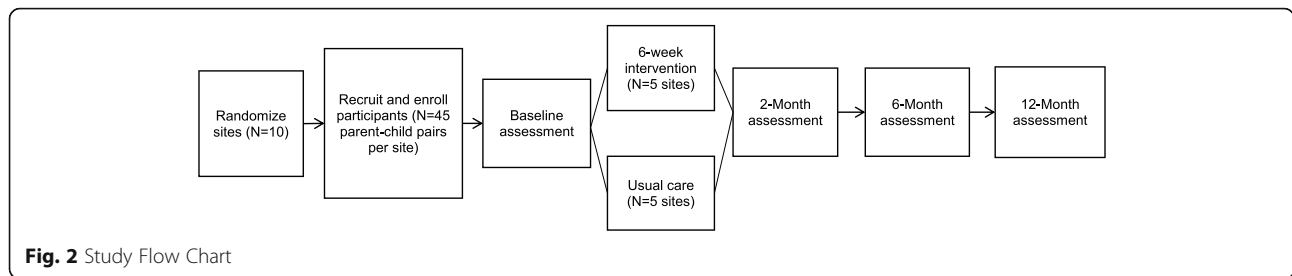 Randomize
sites (N=10)
Recruit and enroll
participants (N=45
parent-child pairs
per site)
Baseline
assessment
6-week
intervention
(N=5 sites)
Usual care
(N=5 sites)
2-Month
assessment
6-Month
assessment
12-Month
assessment
Fig. 2 Study Flow Chart